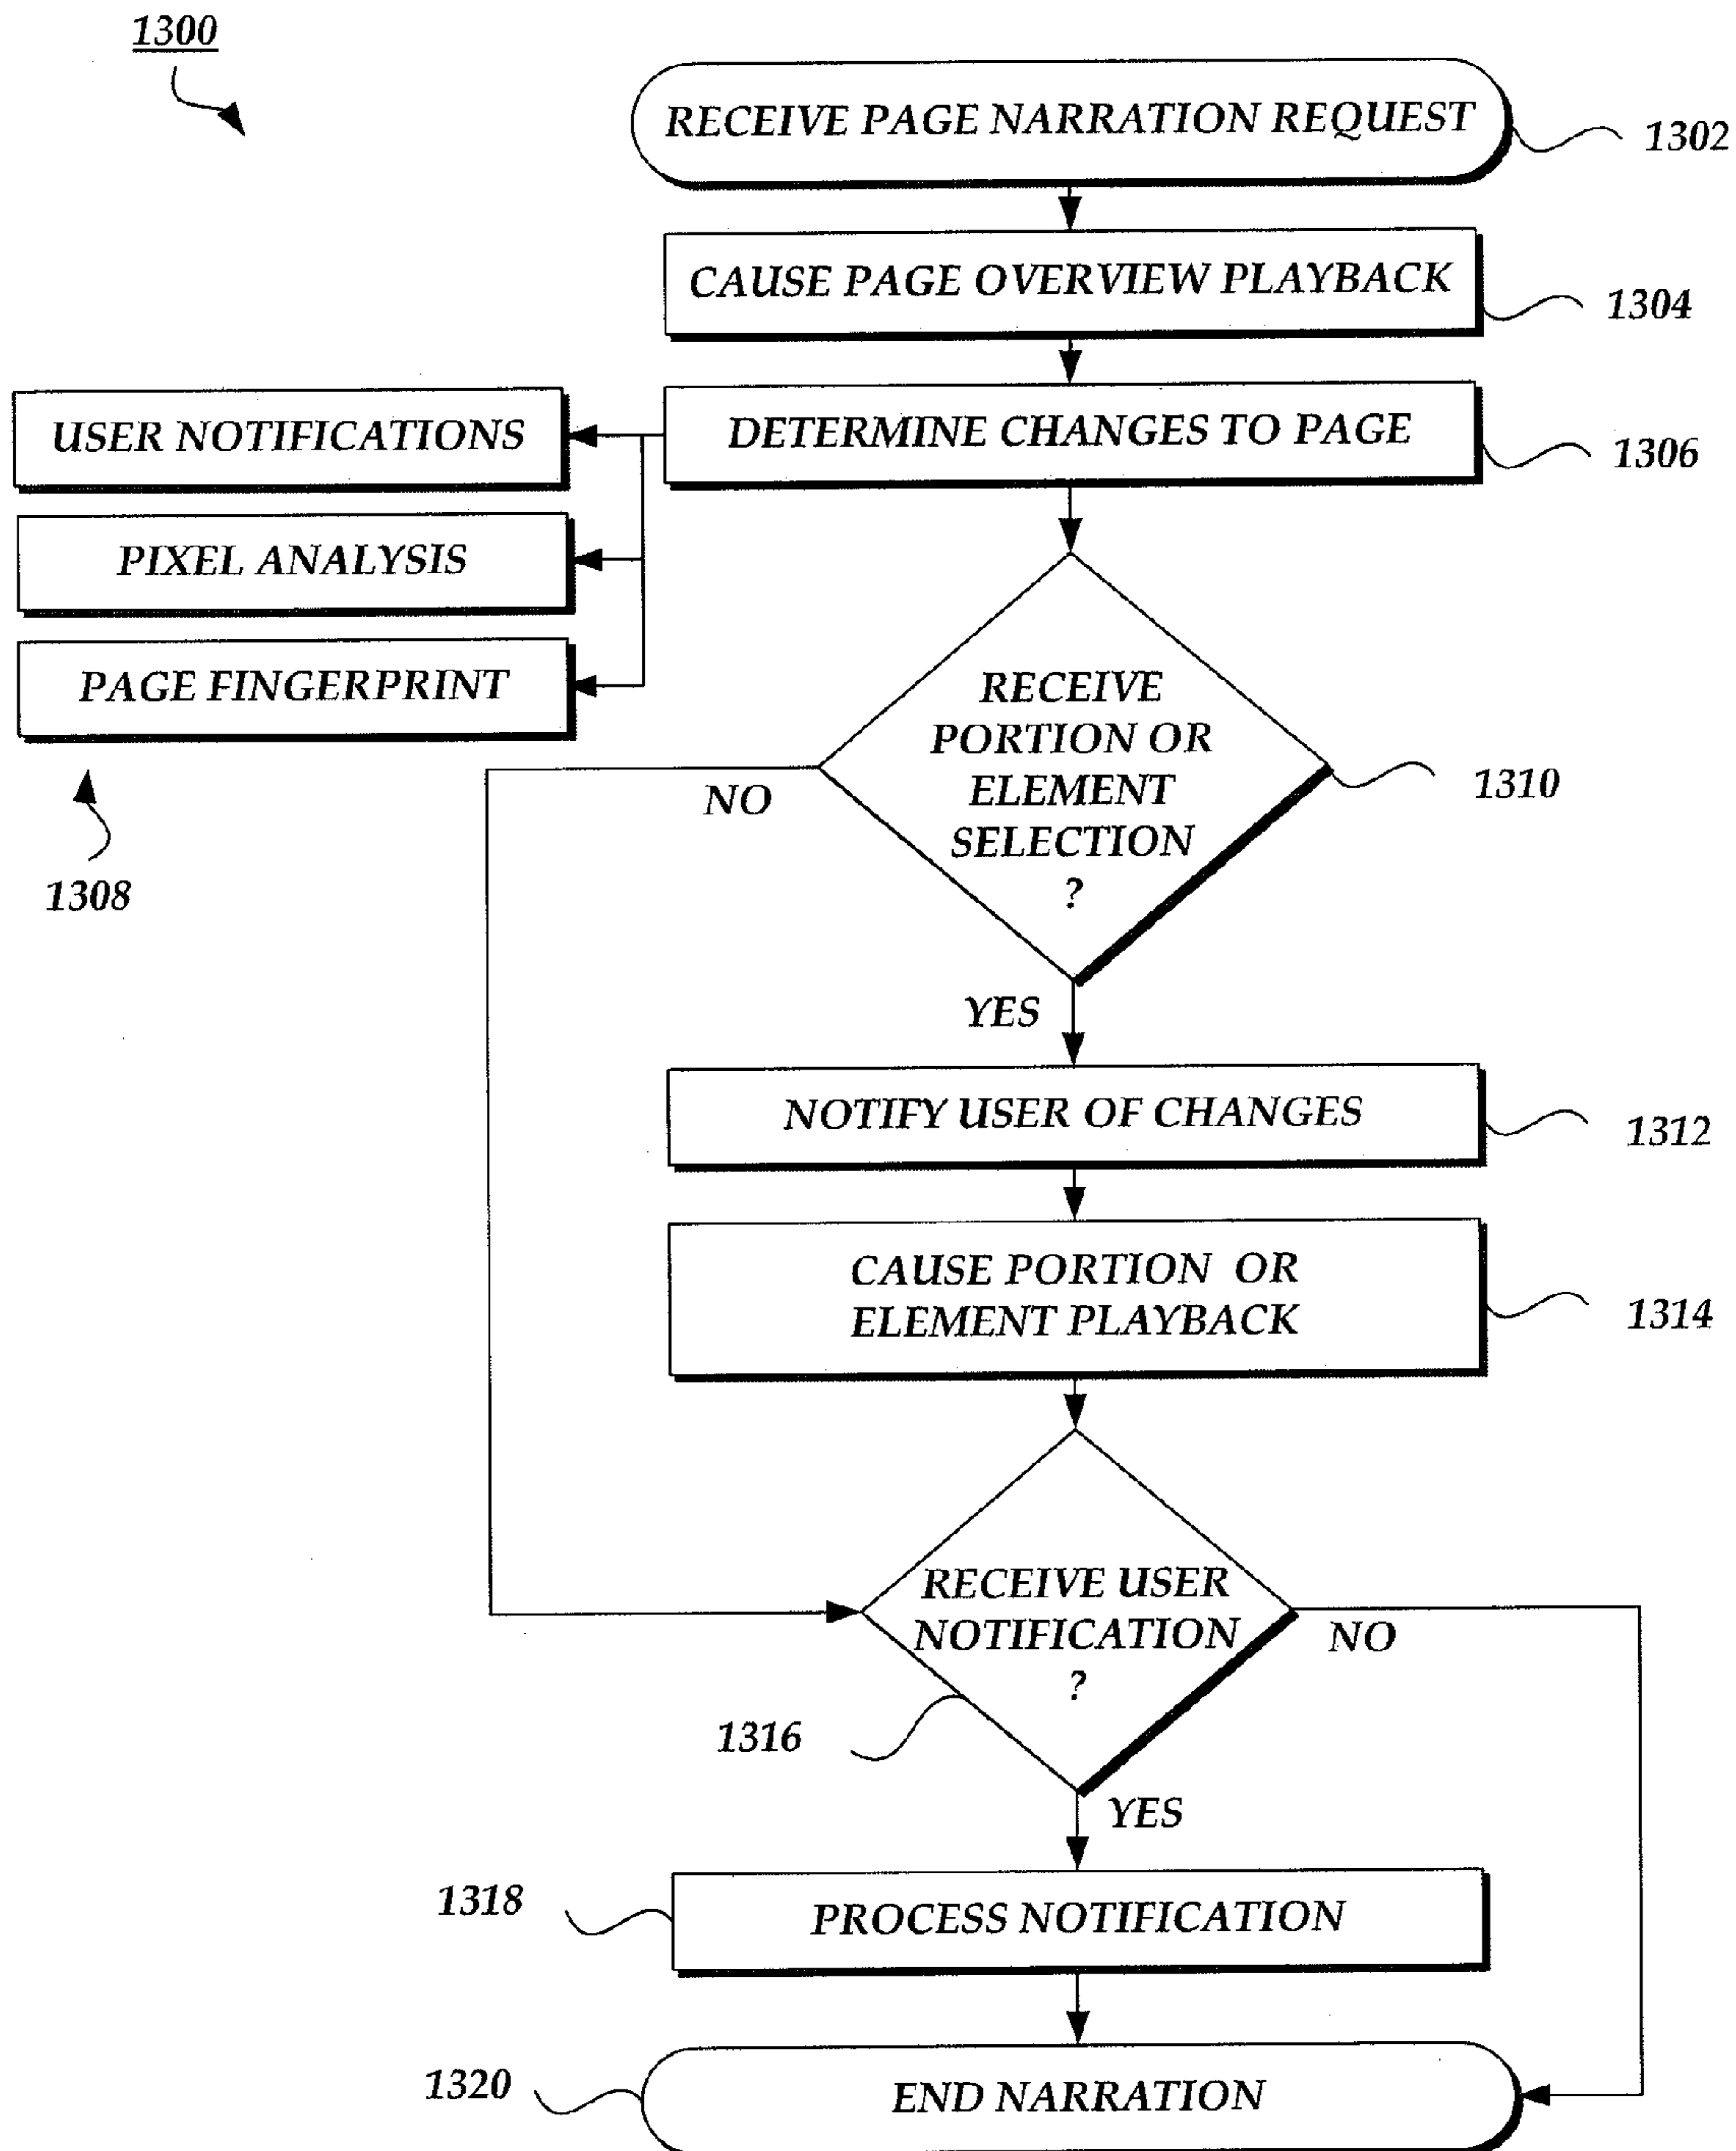 1300
RECEIVE PAGE NARRATION REQUEST
1302
CAUSE PAGE OVERVIEW PLAYBACK
1304
DETERMINE CHANGES TO PAGE
1306
USER NOTIFICATIONS
PIXEL ANALYSIS
PAGE FINGERPRINT
1308
RECEIVE
PORTION OR
ELEMENT
SELECTION
?
1310
NO
YES
NOTIFY USER OF CHANGES
1312
CAUSE PORTION OR
ELEMENT PLAYBACK
1314
RECEIVE USER
NOTIFICATION
?
NO
1316
YES
1318
PROCESS NOTIFICATION
1320
END NARRATION